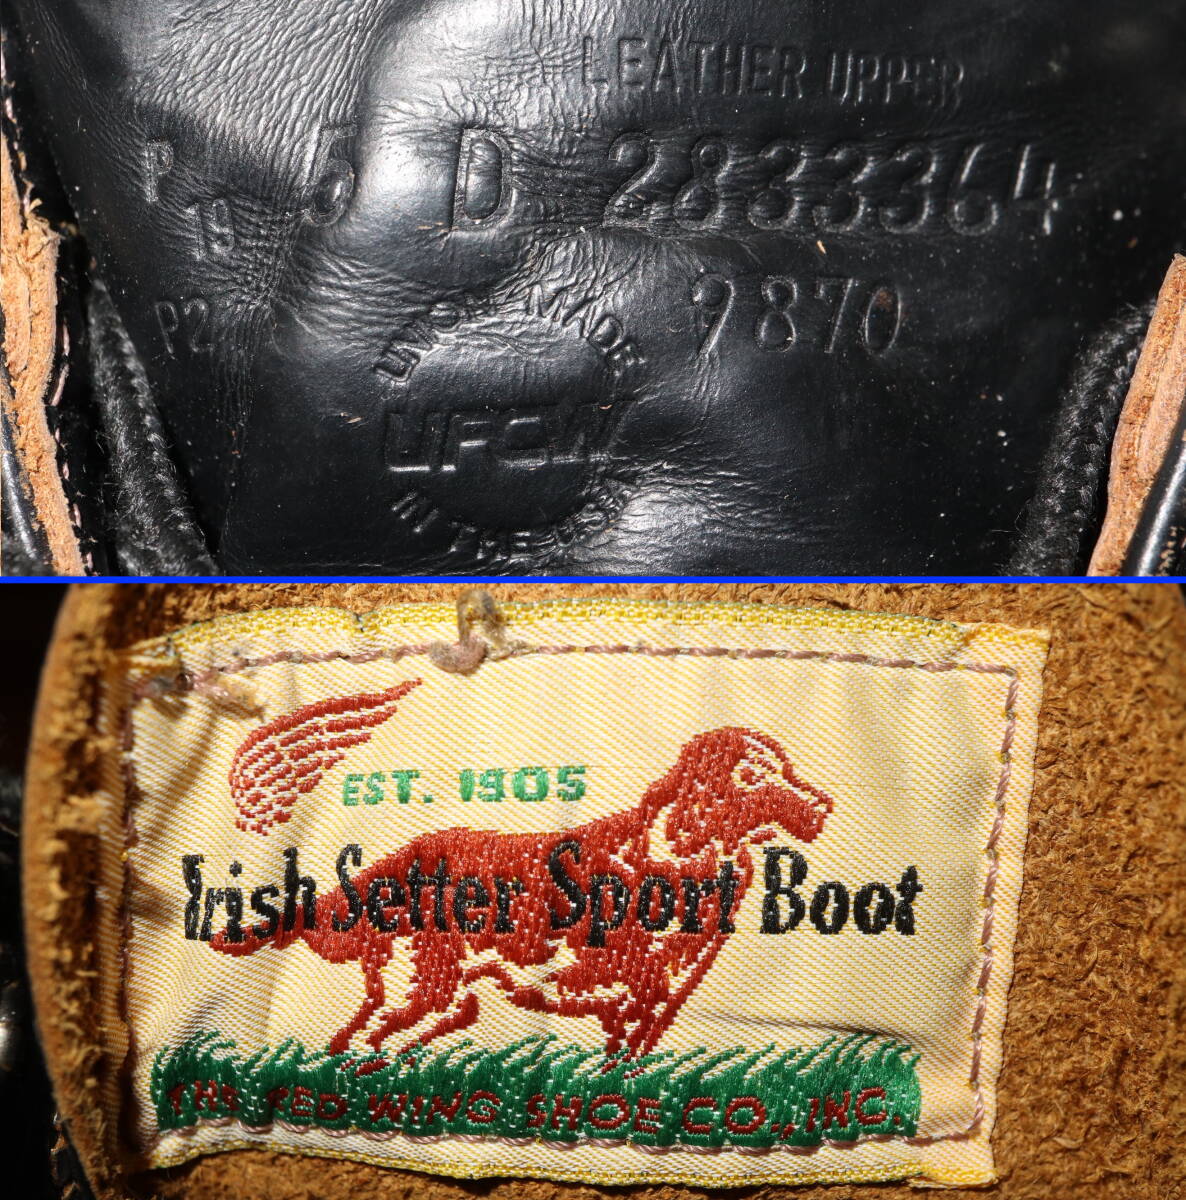 LEATHER UPPER
P 5 D 2833364
19
P2 9870
UNION MADE
UFCW
IN THE USA
EST. 1905
Irish Setter Sport Boot
THE RED WING SHOE CO., INC.